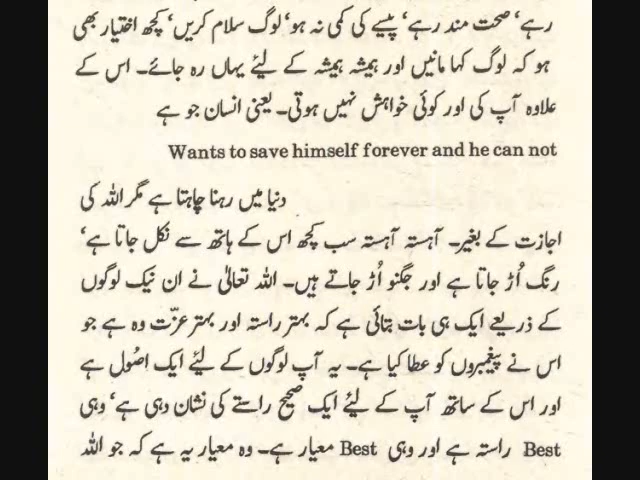 رہے، صحت مند رہے، پیسے کی کمی نہ ہو، لوگ سلام کریں، کچھ اختیار بھی
ہو کہ لوگ کہا مانیں اور ہمیشہ ہمیشہ کے لیئے یہاں رہ جائے۔ اس کے
علاوہ آپ کی اور کوئی خواہش نہیں ہوتی۔ یعنی انسان جو ہے
Wants to save himself forever and he can not
دنیا میں رہنا چاہتا ہے مگر اللہ کی
اجازت کے بغیر۔ آہستہ آہستہ سب کچھ اس کے ہاتھ سے نکل جاتا ہے،
رنگ اُڑ جاتا ہے اور جگنو اُڑ جاتے ہیں۔ اللہ تعالیٰ نے ان نیک لوگوں
کے ذریعے ایک ہی بات بتائی ہے کہ بہتر راستہ اور بہتر عزّت وہ ہے جو
اس نے پیغمبروں کو عطا کیا ہے۔ یہ آپ لوگوں کے لیئے ایک اصُول ہے
اور اس کے ساتھ آپ کے لیئے ایک صحیح راستے کی نشان دہی ہے، وہی
Best راستہ ہے اور وہی Best معیار ہے۔ وہ معیار یہ ہے کہ جو اللہ